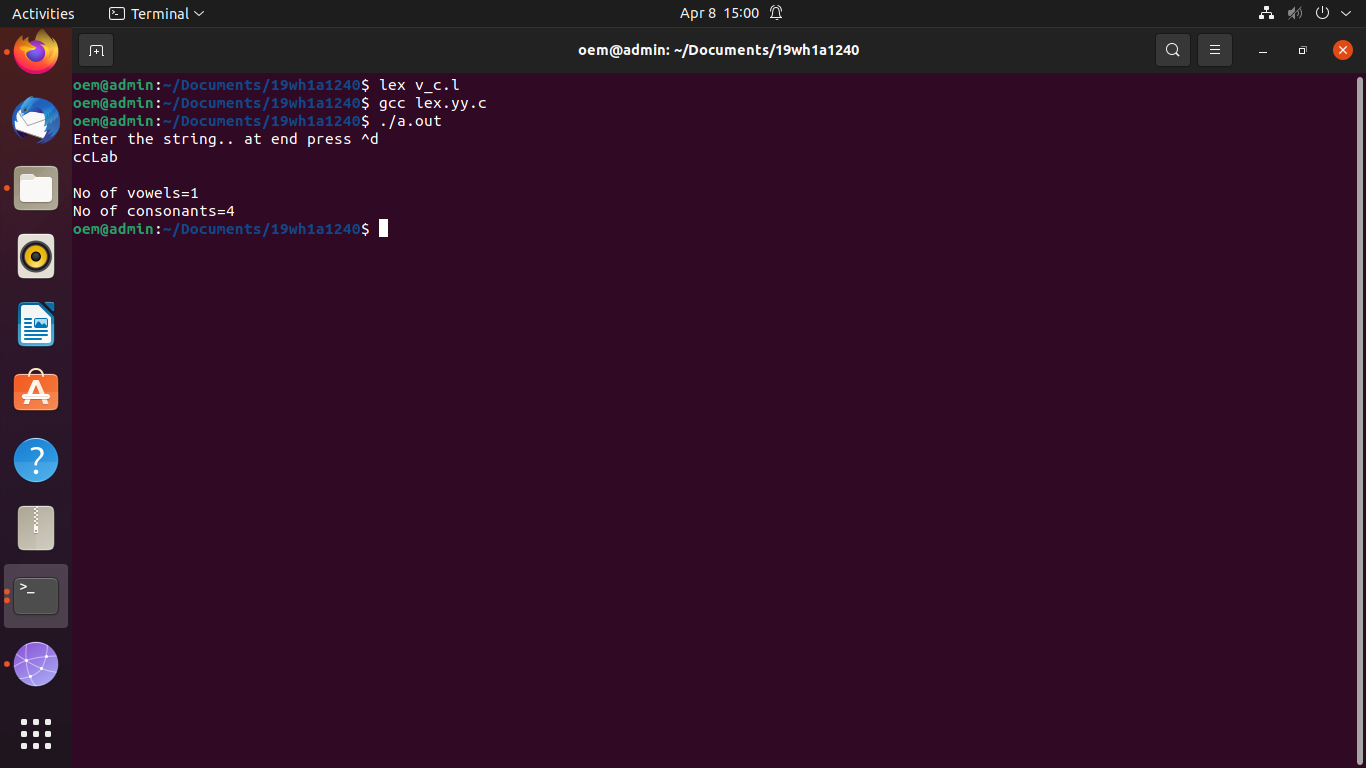 Activities Terminal Apr 8 15:00
oem@admin: ~/Documents/19wh1a1240
oem@admin:~/Documents/19wh1a1240$ lex v_c.l
oem@admin:~/Documents/19wh1a1240$ gcc lex.yy.c
oem@admin:~/Documents/19wh1a1240$ ./a.out
Enter the string.. at end press ^d
ccLab
No of vowels=1
No of consonants=4
oem@admin:~/Documents/19wh1a1240$